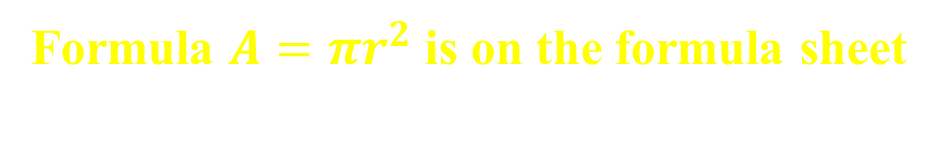 Formula 𝑨 = 𝝅𝒓² is on the formula sheet